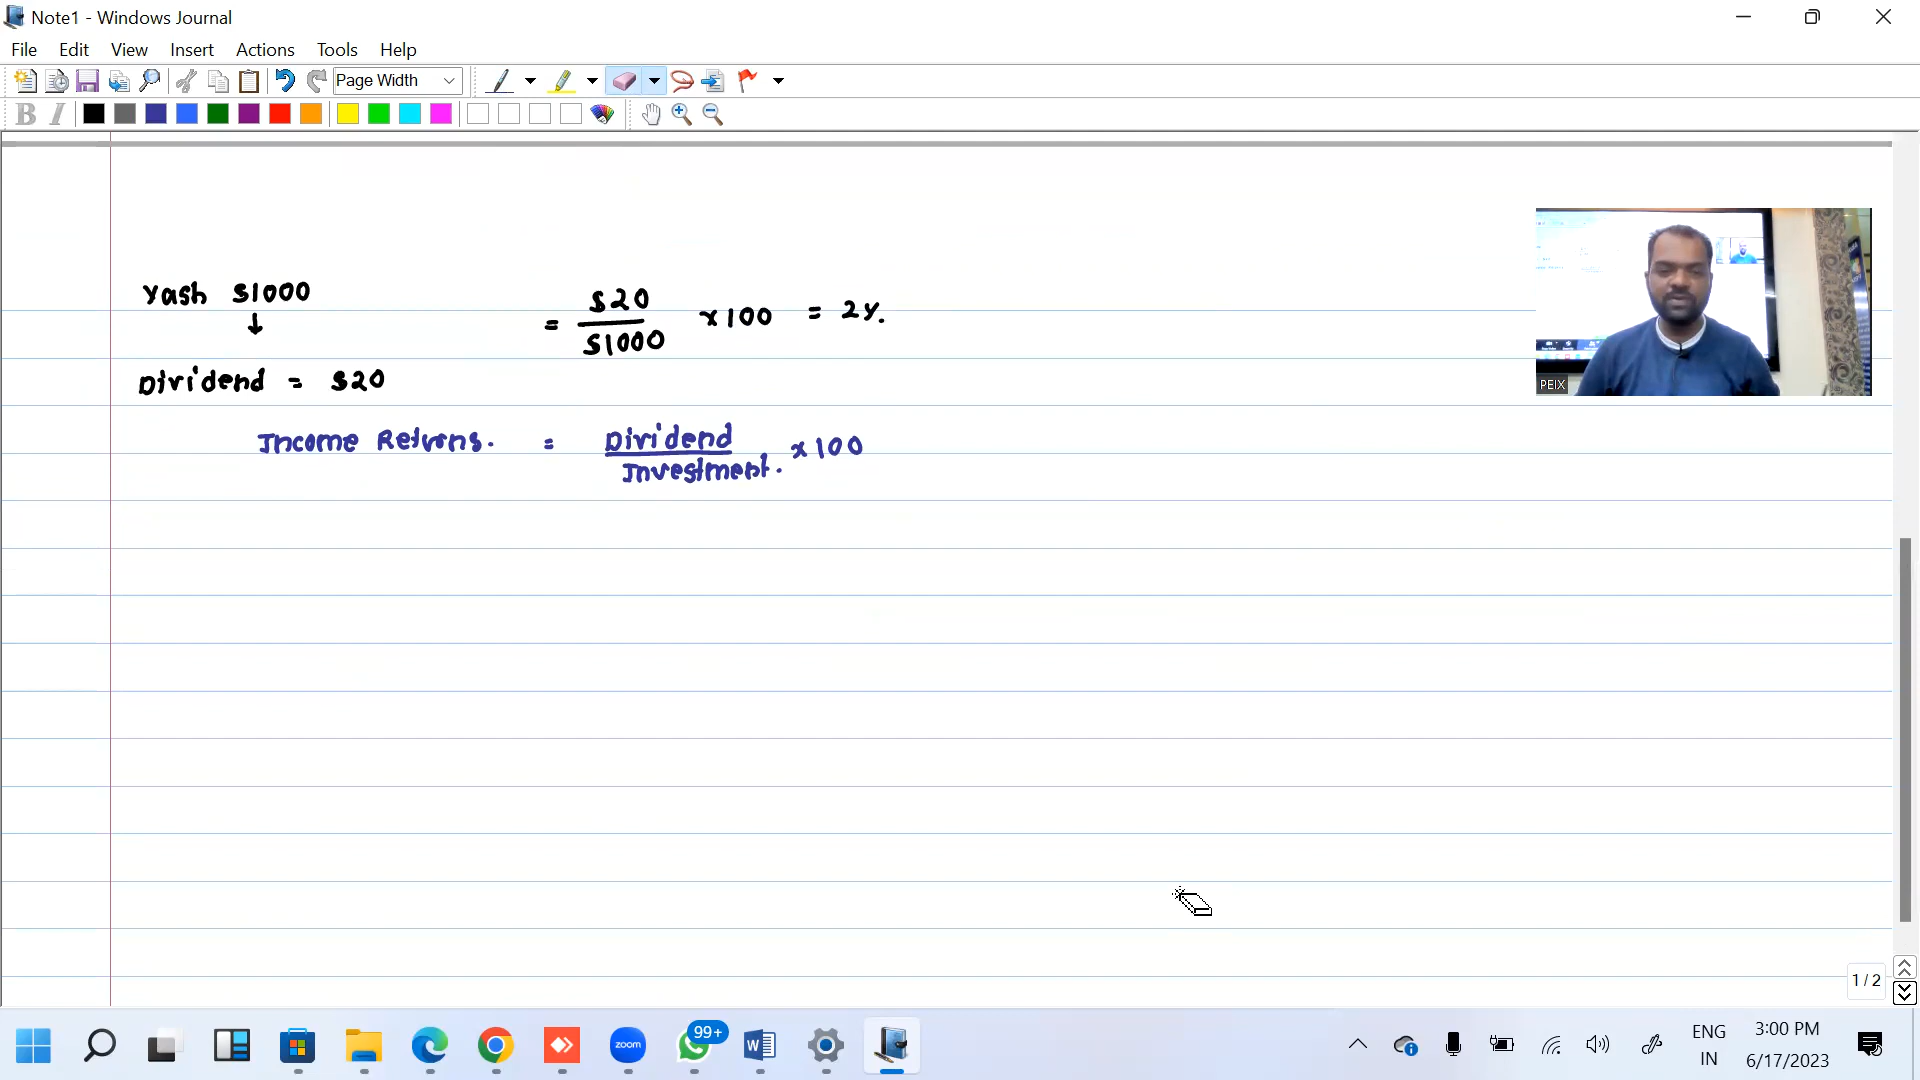 Note1 - Windows Journal
File Edit View Insert Actions Tools Help
Page Width
B I
Yash $1000
↓
= $20 / $1000 x100 = 2%.
Dividend = $20
Income Returns. = Dividend / Investment. x100
PEIX
1 / 2
99+
zoom
ENG
IN
3:00 PM
6/17/2023